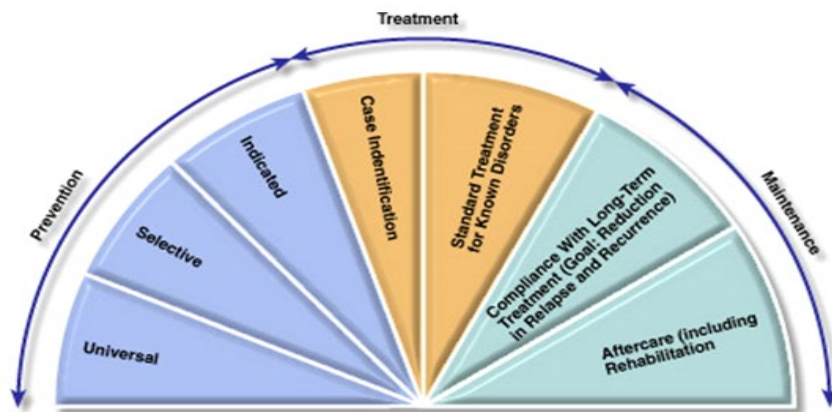 Treatment
Prevention
Maintenance
Universal
Selective
Indicated
Case Indentification
Standard Treatment
for Known Disorders
Compliance With Long-Term
Treatment (Goal: Reduction
in Relapse and Recurrence)
Aftercare (including
Rehabilitation